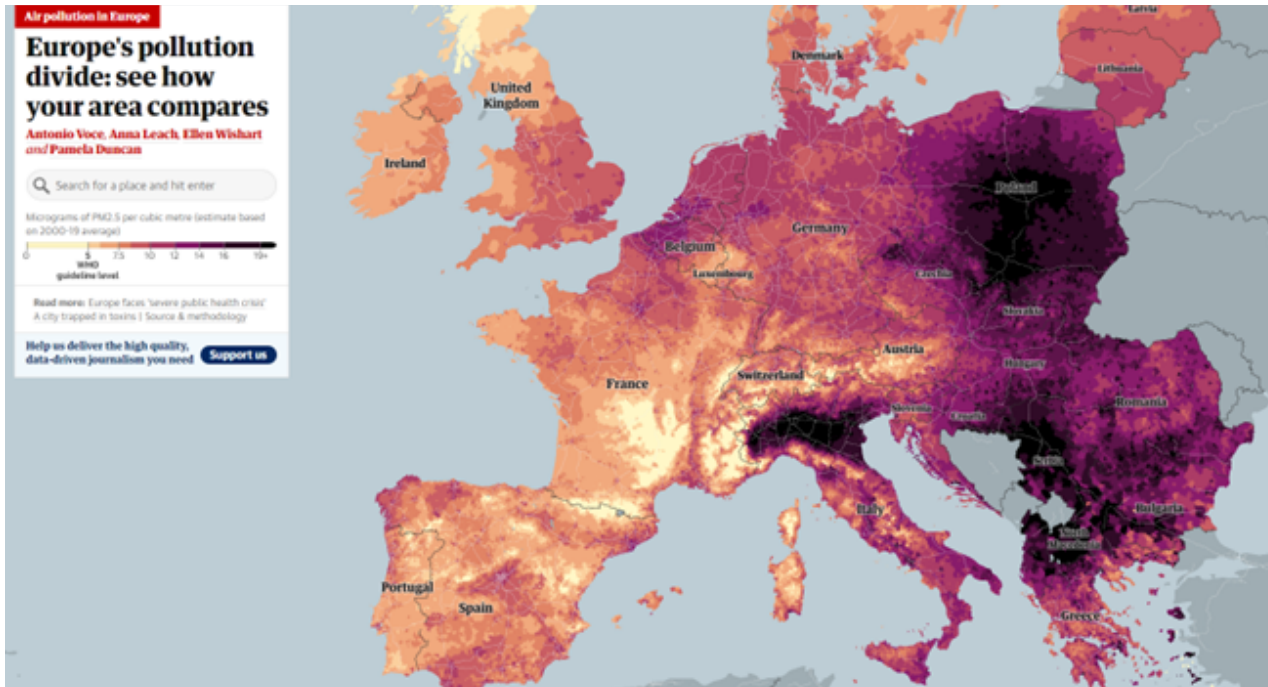 Air pollution in Europe
Europe's pollution
divide: see how
your area compares
Antonio Voce, Anna Leach, Ellen Wishart
and Pamela Duncan
Search for a place and hit enter
Micrograms of PM2.5 per cubic metre (estimate based
on 2000-19 average)
0 5 7.5 10 12 14 16 19+
WHO
guideline level
Read more: Europe faces 'severe public health crisis'
A city trapped in toxins | Source & methodology
Help us deliver the high quality,
data-driven journalism you need
Support us
Latvia
Denmark
Lithuania
United
Kingdom
Ireland
Poland
Germany
Belgium
Luxembourg
Czechia
Slovakia
Austria
Hungary
Switzerland
France
Romania
Slovenia
Croatia
Serbia
Italy
Bulgaria
North
Macedonia
Portugal
Spain
Greece